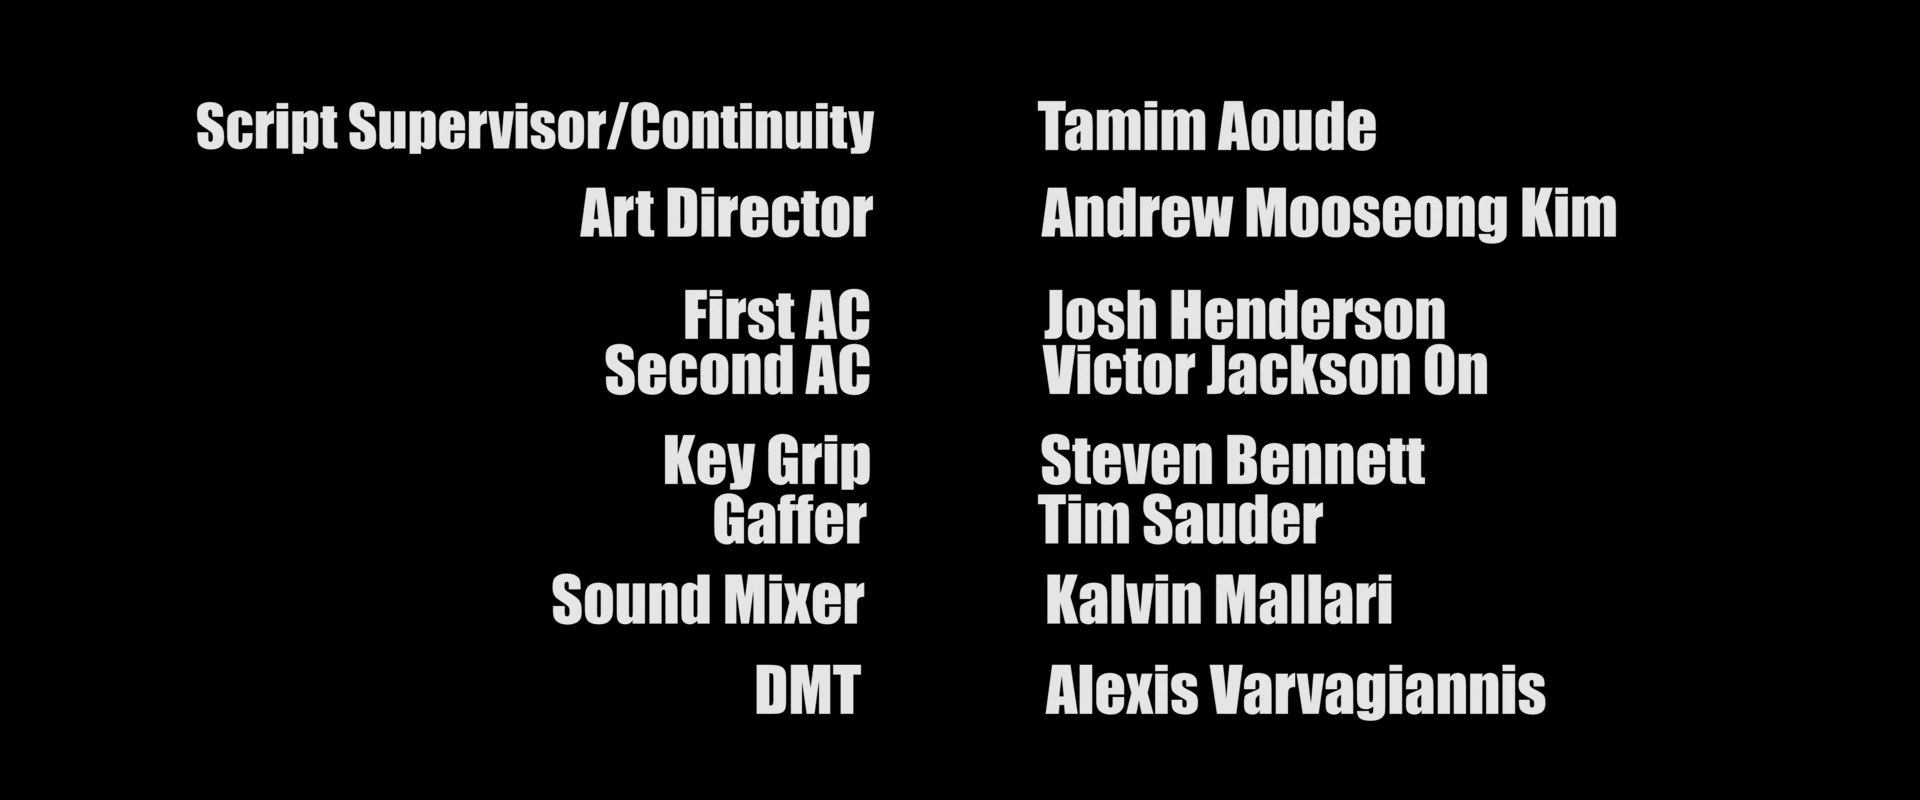 Script Supervisor/Continuity Tamim Aoude
Art Director Andrew Mooseong Kim
First AC Josh Henderson
Second AC Victor Jackson On
Key Grip Steven Bennett
Gaffer Tim Sauder
Sound Mixer Kalvin Mallari
DMT Alexis Varvagiannis